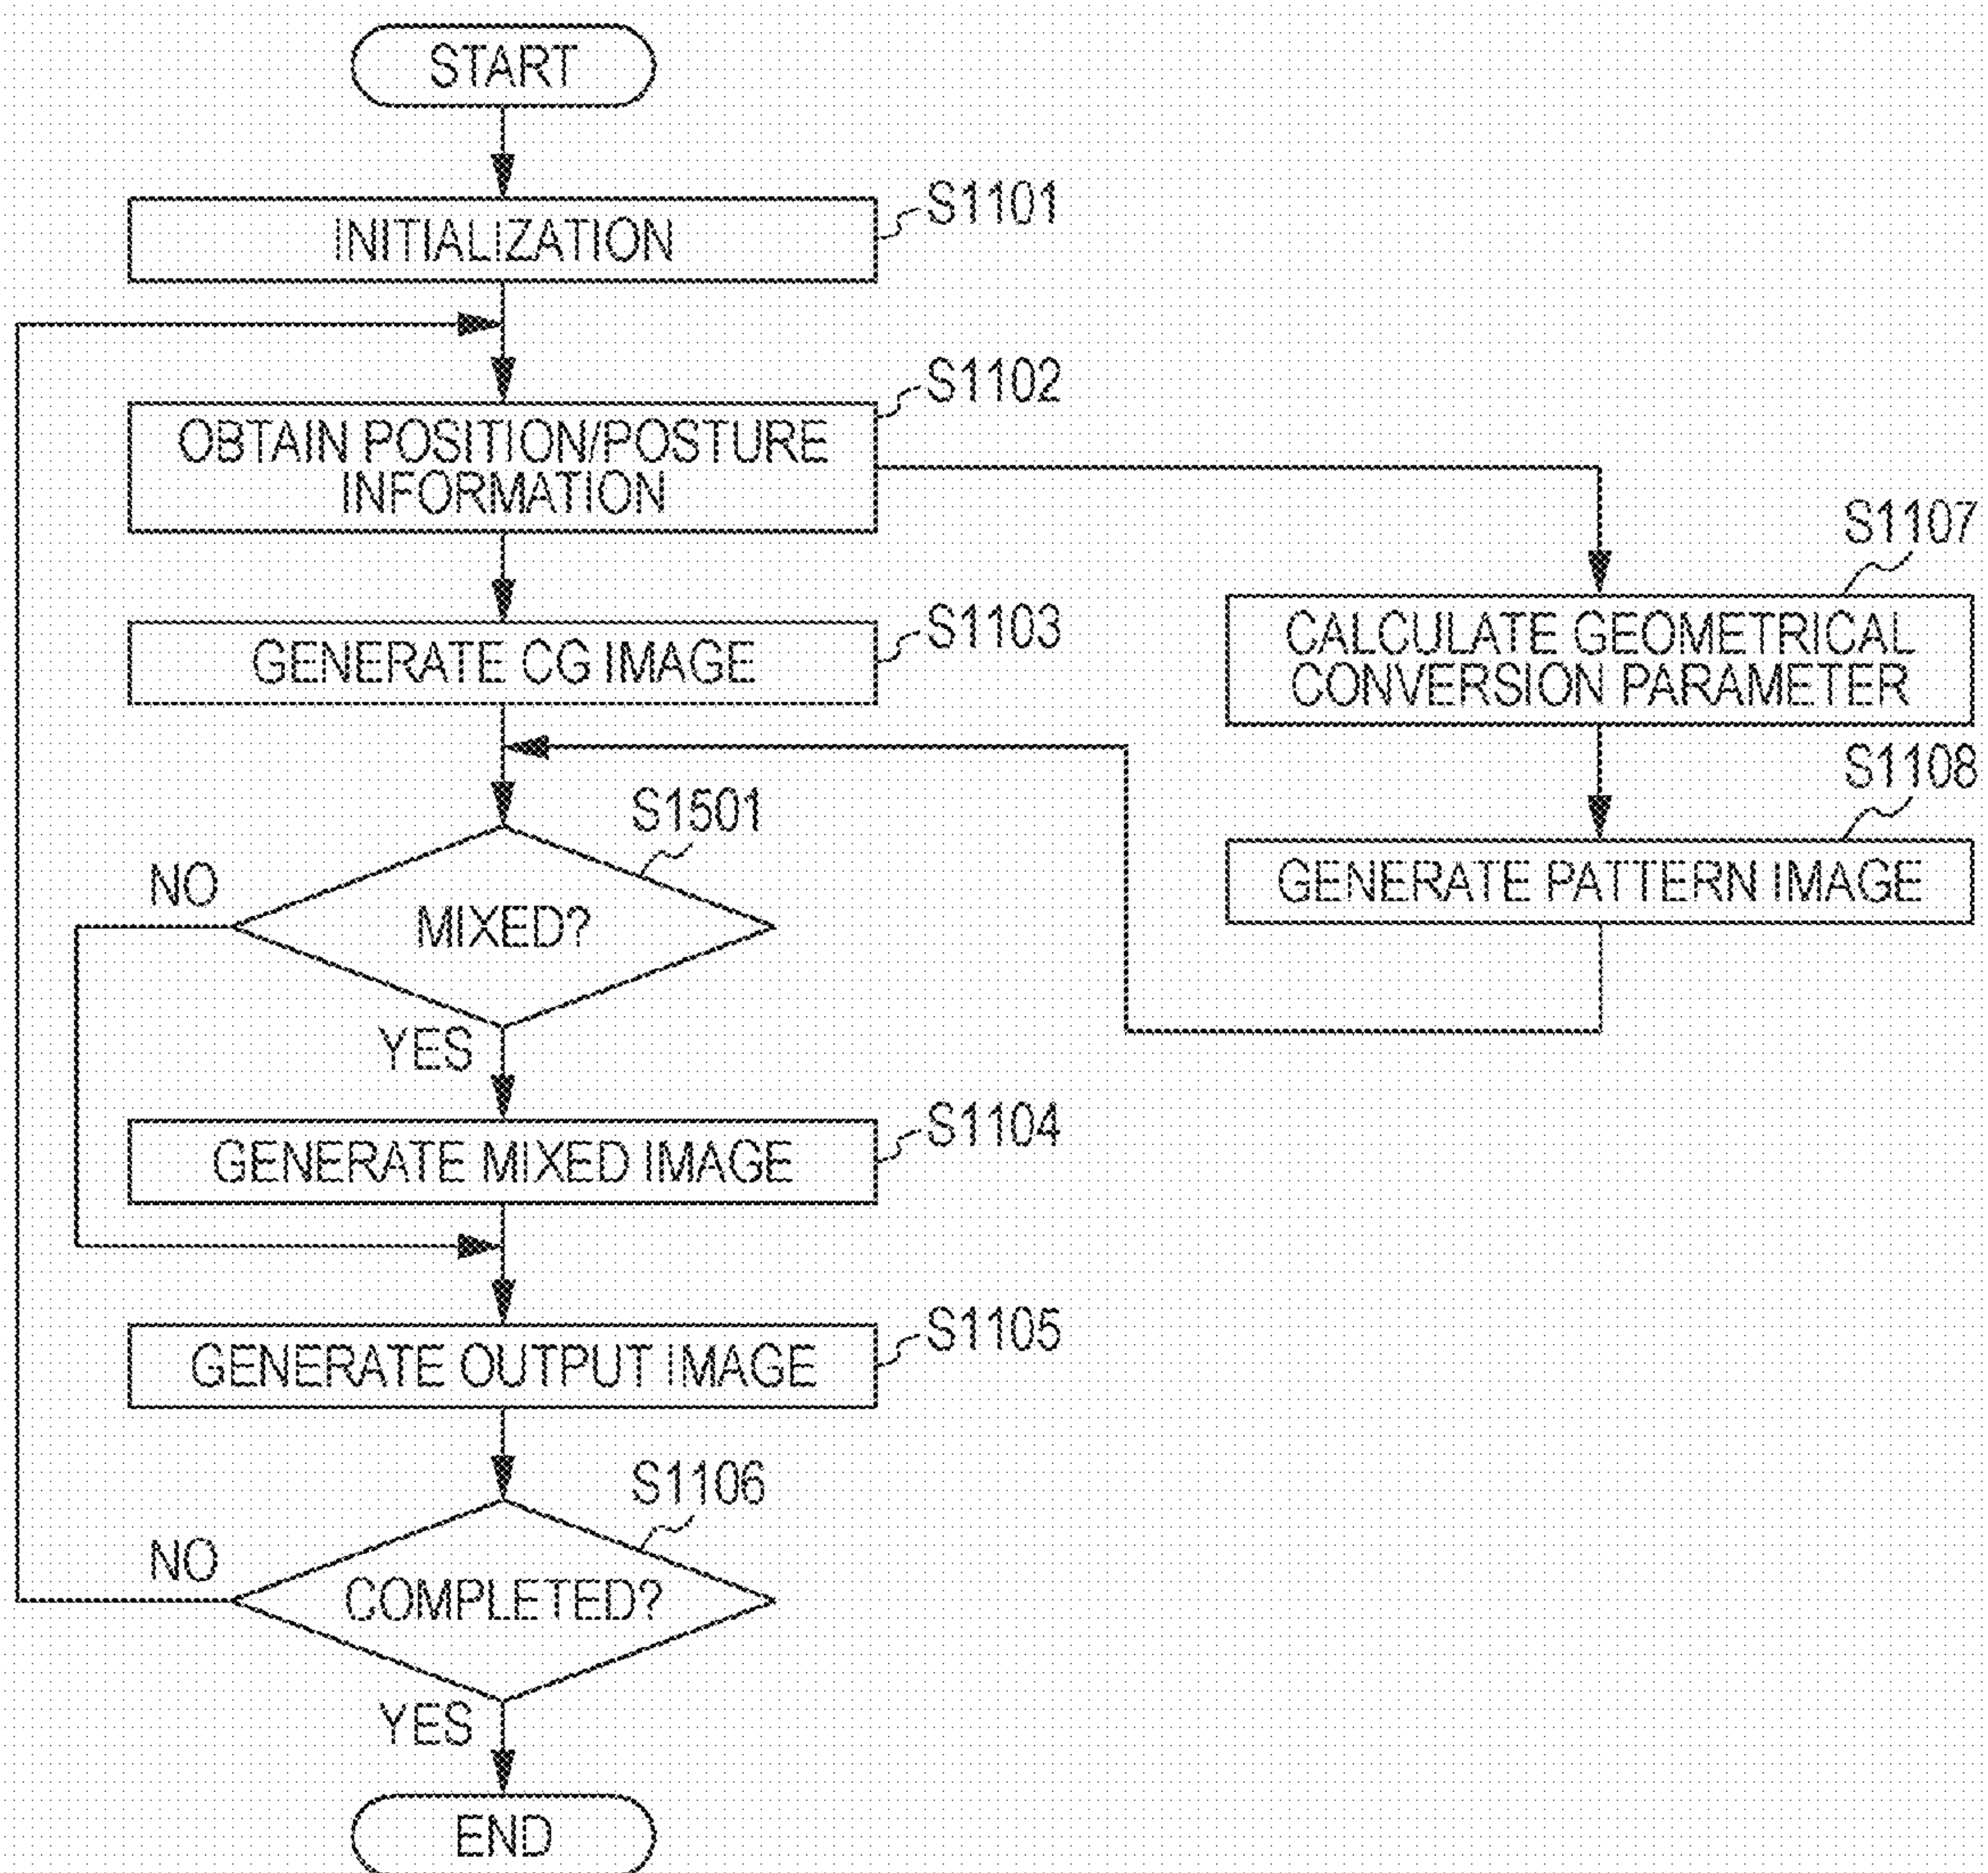 START
INITIALIZATION
S1101
OBTAIN POSITION/POSTURE
INFORMATION
S1102
GENERATE CG IMAGE
S1103
CALCULATE GEOMETRICAL
CONVERSION PARAMETER
S1107
GENERATE PATTERN IMAGE
S1108
MIXED?
S1501
NO
YES
GENERATE MIXED IMAGE
S1104
GENERATE OUTPUT IMAGE
S1105
COMPLETED?
S1106
NO
YES
END